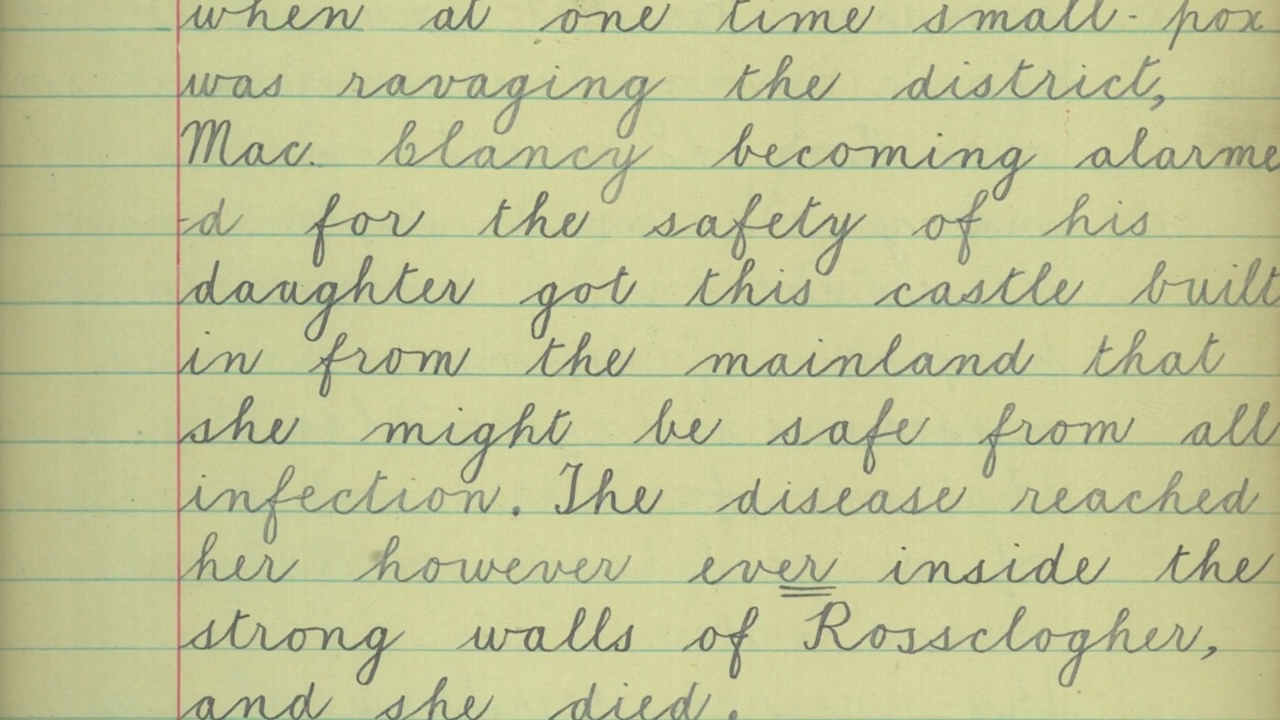 when at one time small-pox
was ravaging the district,
Mac. Clancy becoming alarme
-d for the safety of his
daughter got this castle built
in from the mainland that
she might be safe from all
infection. The disease reached
her however ever inside the
strong walls of Rossclogher,
and she died.